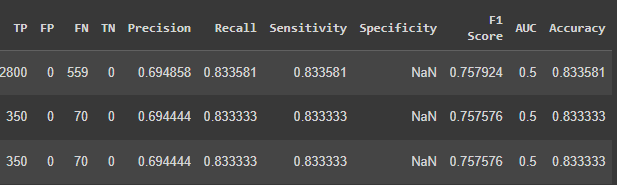 TP FP FN TN Precision Recall Sensitivity Specificity F1 Score AUC Accuracy
2800 0 559 0 0.694858 0.833581 0.833581 NaN 0.757924 0.5 0.833581
350 0 70 0 0.694444 0.833333 0.833333 NaN 0.757576 0.5 0.833333
350 0 70 0 0.694444 0.833333 0.833333 NaN 0.757576 0.5 0.833333